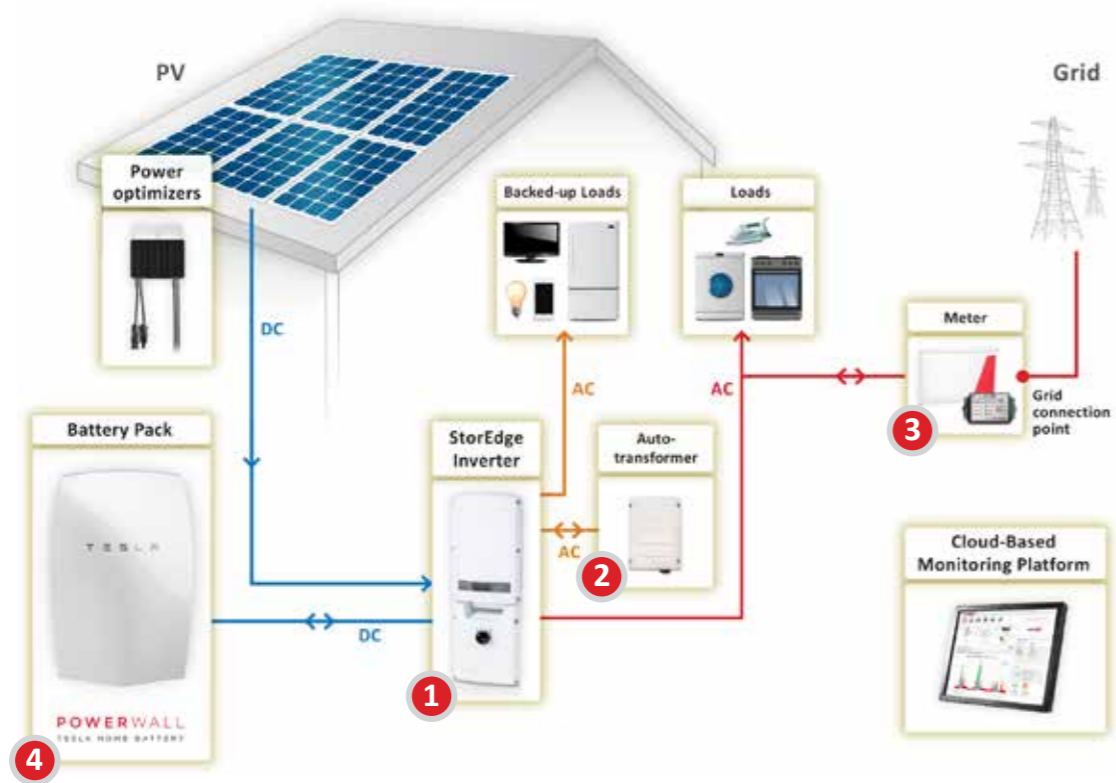 PV
Grid
Power
optimizers
Backed-up Loads
Loads
DC
Meter
AC
AC
Grid
connection
point
3
Battery Pack
StorEdge
Inverter
Auto-
transformer
TESLA
AC
2
Cloud-Based
Monitoring Platform
DC
1
POWERWALL
TESLA HOME BATTERY
4